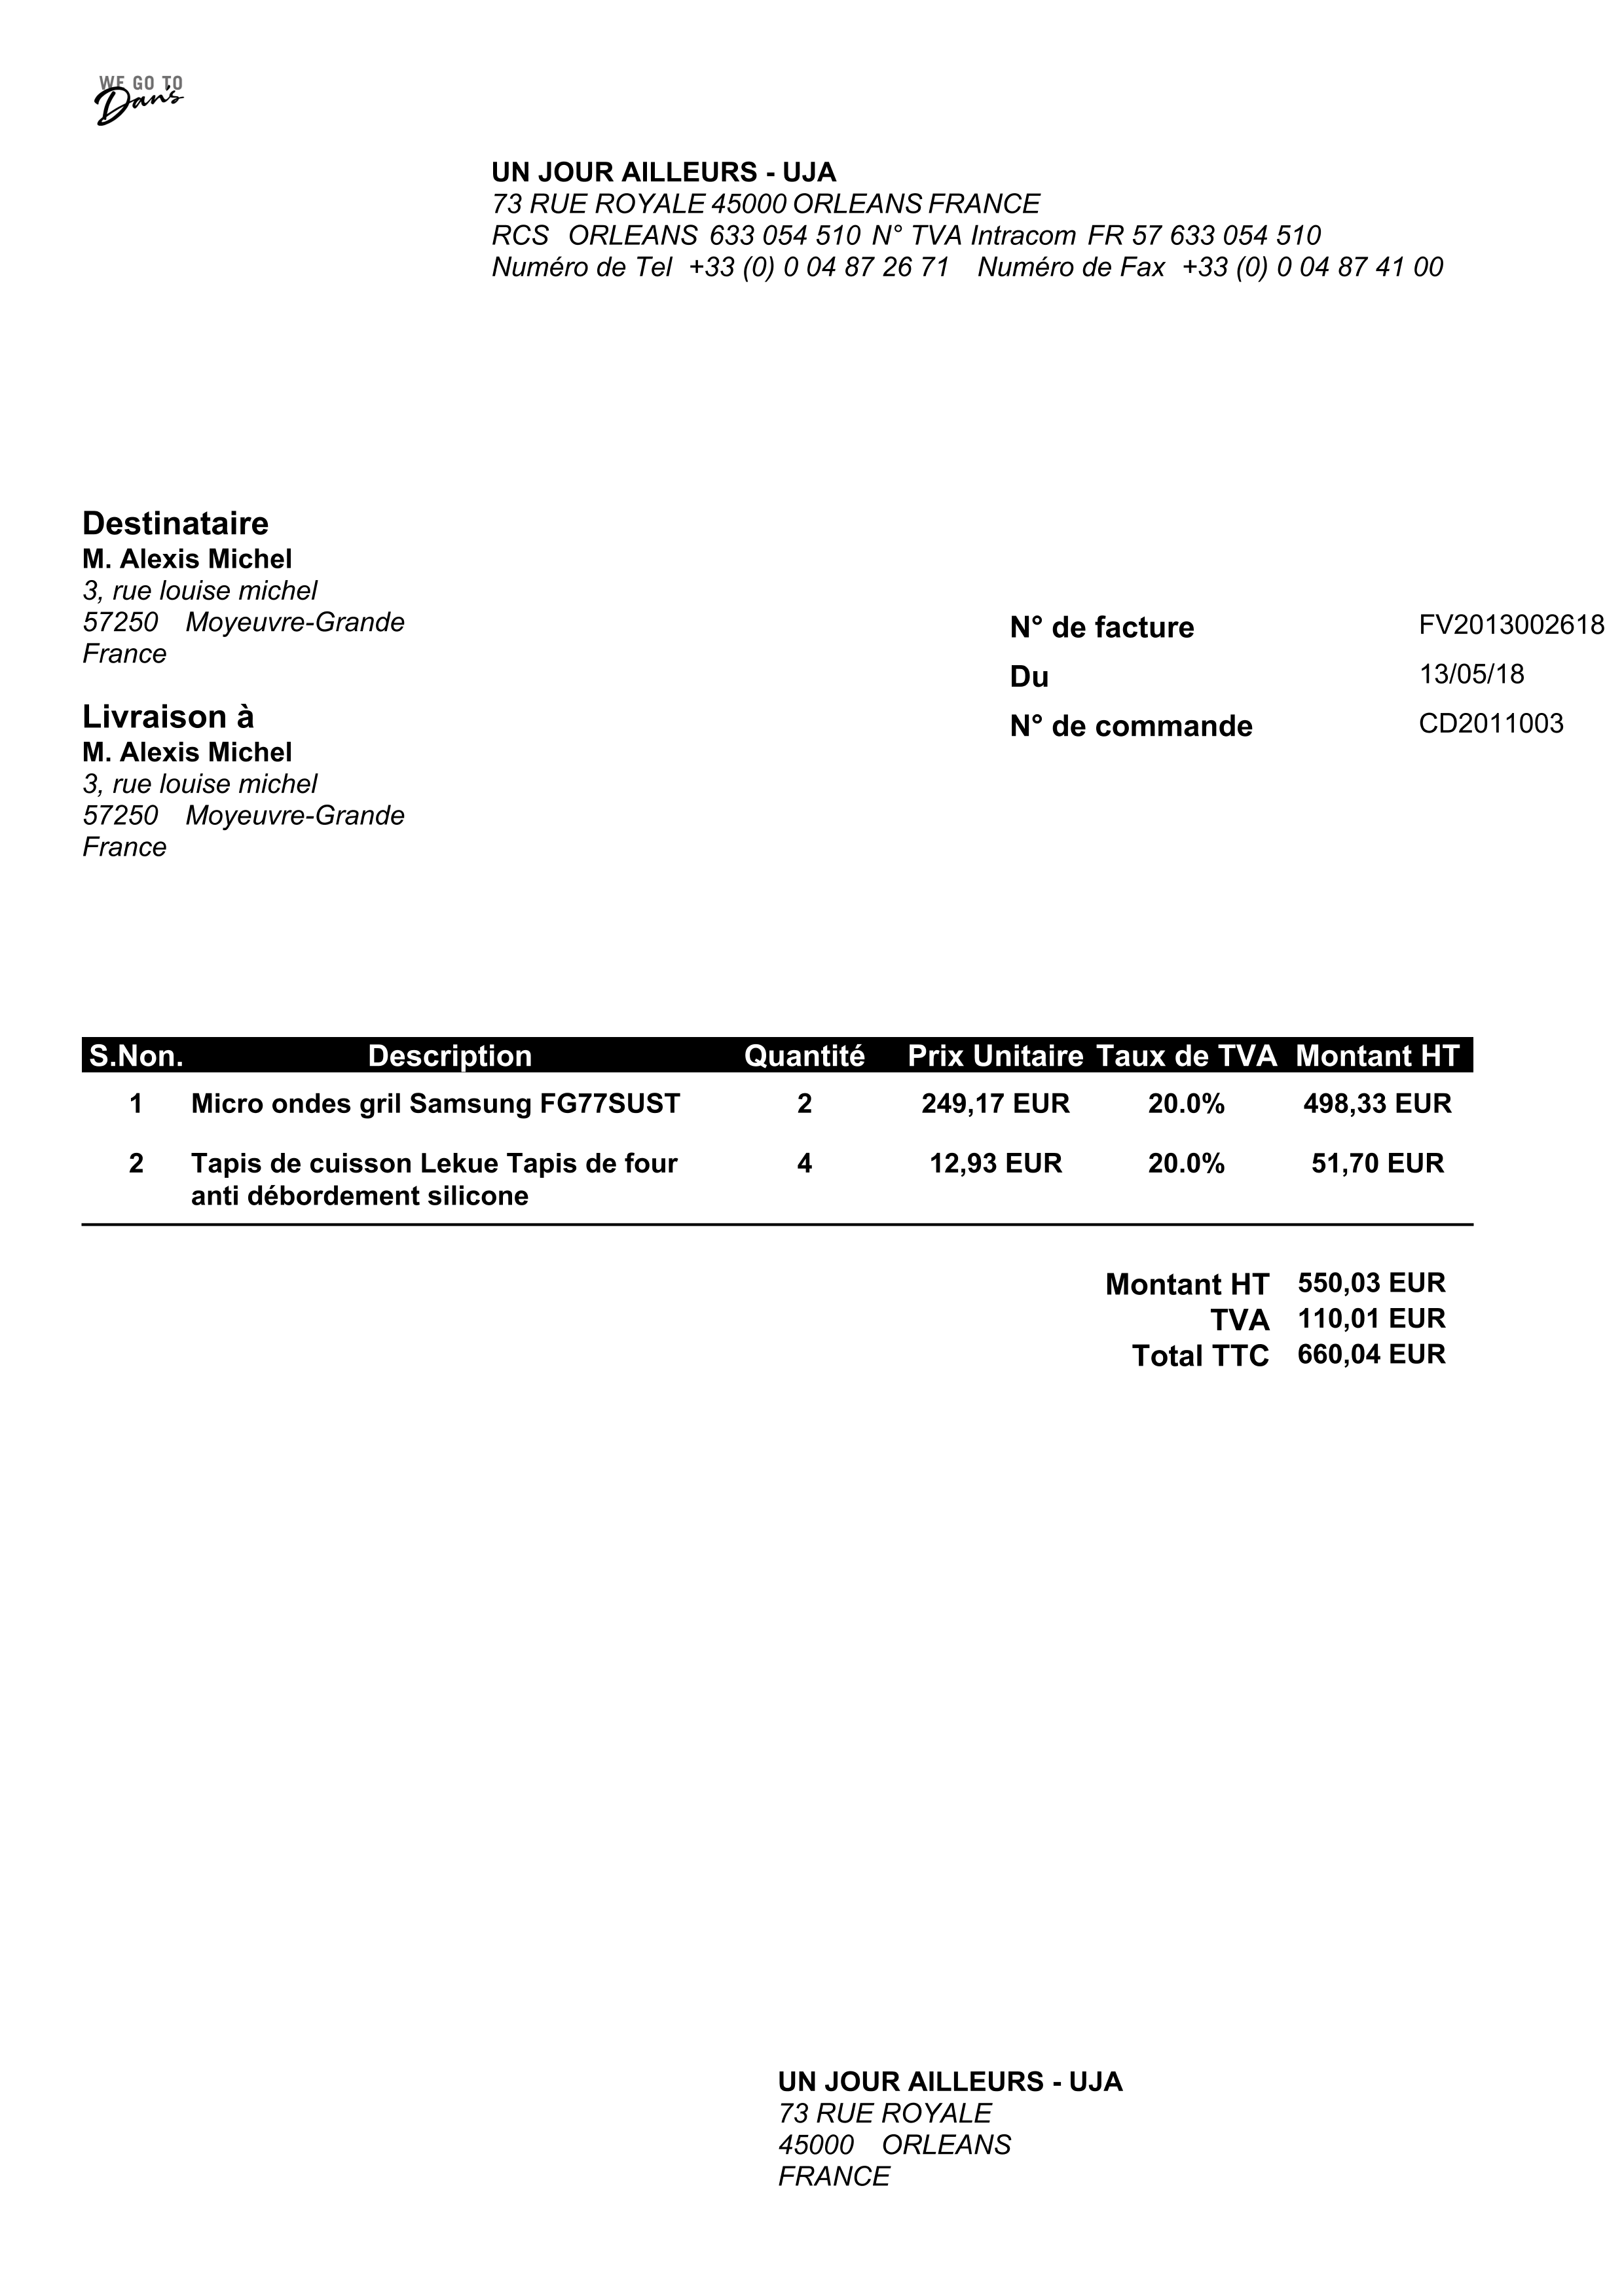 WE GO TO
Dan's
UN JOUR AILLEURS - UJA
73 RUE ROYALE 45000 ORLEANS FRANCE
RCS ORLEANS 633 054 510 N° TVA Intracom FR 57 633 054 510
Numéro de Tel +33 (0) 0 04 87 26 71 Numéro de Fax +33 (0) 0 04 87 41 00
Destinataire
M. Alexis Michel
3, rue louise michel
57250 Moyeuvre-Grande
France
Livraison à
M. Alexis Michel
3, rue louise michel
57250 Moyeuvre-Grande
France
N° de facture FV2013002618
Du 13/05/18
N° de commande CD2011003
S.Non. Description Quantité Prix Unitaire Taux de TVA Montant HT
1 Micro ondes gril Samsung FG77SUST 2 249,17 EUR 20.0% 498,33 EUR
2 Tapis de cuisson Lekue Tapis de four 4 12,93 EUR 20.0% 51,70 EUR
anti débordement silicone
Montant HT 550,03 EUR
TVA 110,01 EUR
Total TTC 660,04 EUR
UN JOUR AILLEURS - UJA
73 RUE ROYALE
45000 ORLEANS
FRANCE